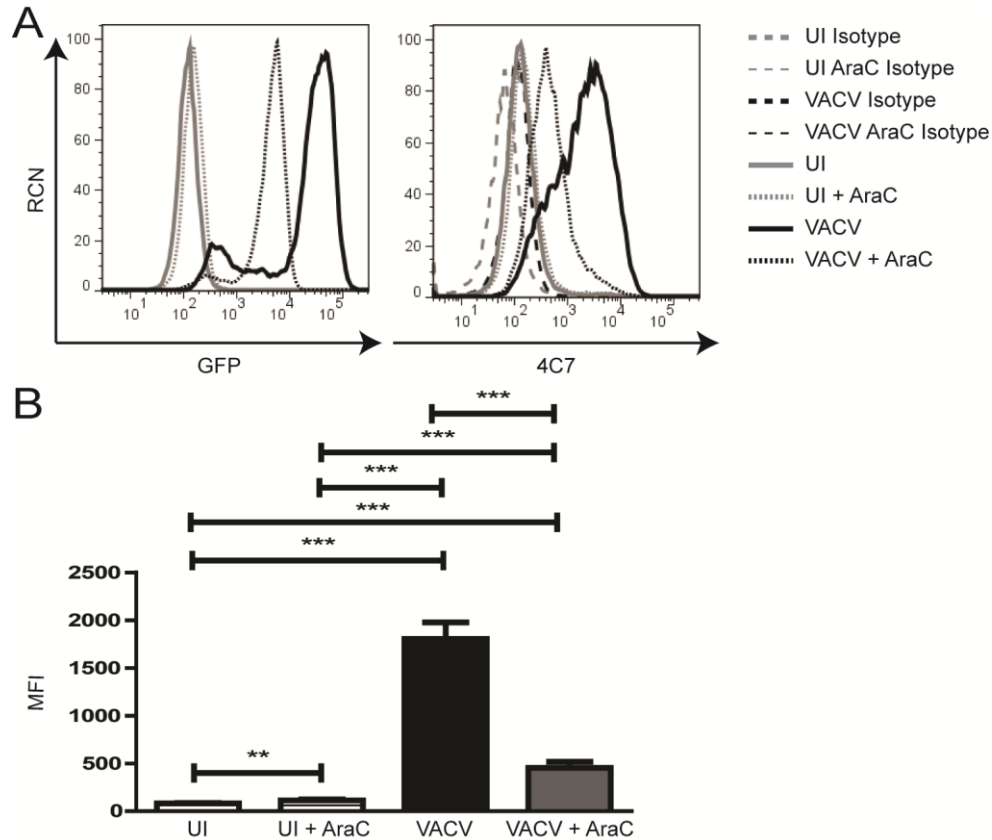 A
RCN
100
80
60
40
20
0
10^1 10^2 10^3 10^4 10^5
GFP
100
80
60
40
20
0
10^1 10^2 10^3 10^4 10^5
4C7
UI Isotype
UI AraC Isotype
VACV Isotype
VACV AraC Isotype
UI
UI + AraC
VACV
VACV + AraC
B
***
***
***
***
***
**
MFI
2500
2000
1500
1000
500
0
UI UI + AraC VACV VACV + AraC